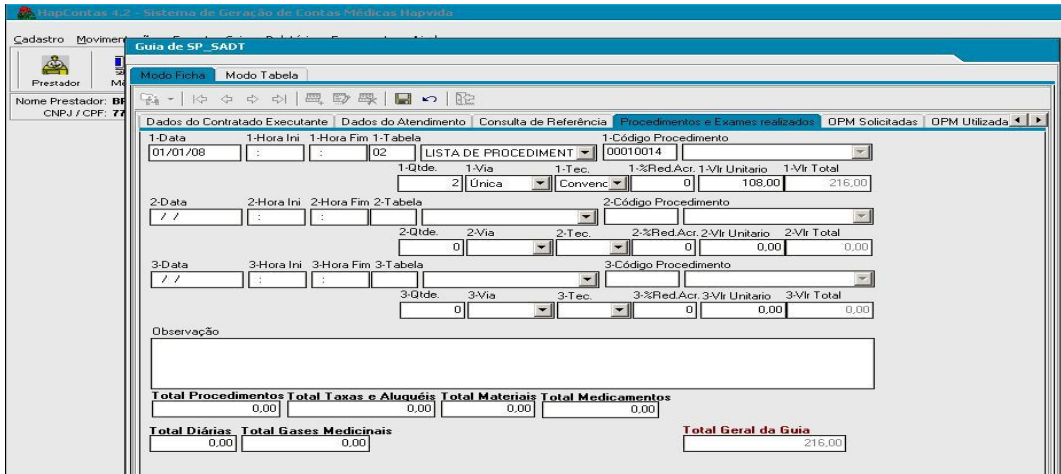 HapContas 4.2 - Sistema de Geração de Contas Médicas Hapvida
Cadastro
Guia de SP_SADT
Modo Ficha Modo Tabela
Prestador
Nome Prestador:
CNPJ / CPF: 77
Dados do Contratado Executante Dados do Atendimento Consulta de Referência Procedimentos e Exames realizados OPM Solicitadas OPM Utilizada
1-Data 1-Hora Ini 1-Hora Fim 1-Tabela 1-Código Procedimento
01/01/08 : : 02 LISTA DE PROCEDIMENT 00010014
1-Qtde. 1-Via 1-Tec. 1-%Red.Acr. 1-Vlr Unitario 1-Vlr Total
2 Única Convenc 0 108,00 216,00
2-Data 2-Hora Ini 2-Hora Fim 2-Tabela 2-Código Procedimento
/ / : :
2-Qtde. 2-Via 2-Tec. 2-%Red.Acr. 2-Vlr Unitario 2-Vlr Total
0 0 0,00 0,00
3-Data 3-Hora Ini 3-Hora Fim 3-Tabela 3-Código Procedimento
/ / : :
3-Qtde. 3-Via 3-Tec. 3-%Red.Acr. 3-Vlr Unitario 3-Vlr Total
0 0 0,00 0,00
Observação
Total Procedimentos Total Taxas e Aluguéis Total Materiais Total Medicamentos
0,00 0,00 0,00 0,00
Total Diárias Total Gases Medicinais Total Geral da Guia
0,00 0,00 216,00